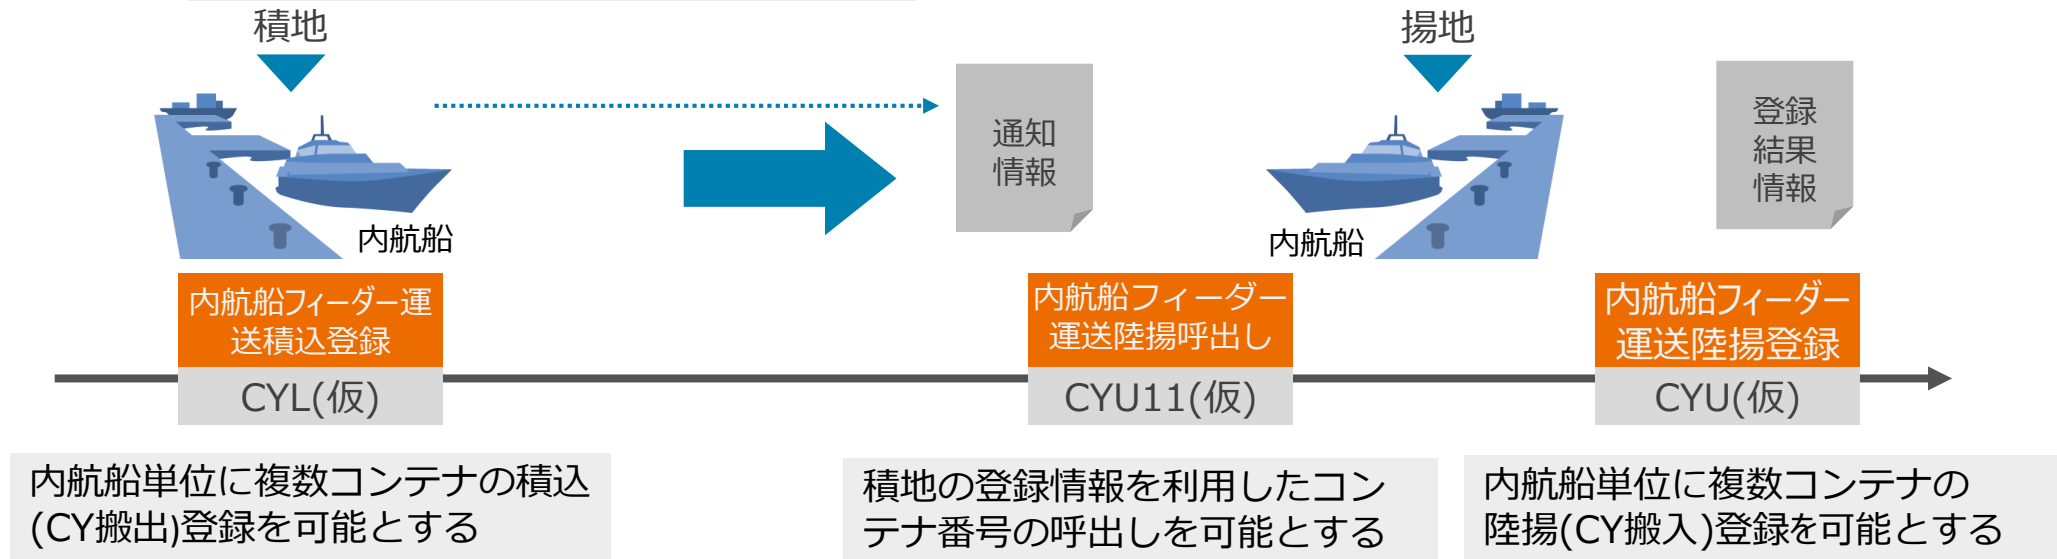 積地
揚地
通知
情報
登録
結果
情報
内航船
内航船
内航船フィーダー運
送積込登録
CYL(仮)
内航船フィーダー
運送陸揚呼出し
CYU11(仮)
内航船フィーダー
運送陸揚登録
CYU(仮)
内航船単位に複数コンテナの積込
(CY搬出)登録を可能とする
積地の登録情報を利用したコン
テナ番号の呼出しを可能とする
内航船単位に複数コンテナの
陸揚(CY搬入)登録を可能とする